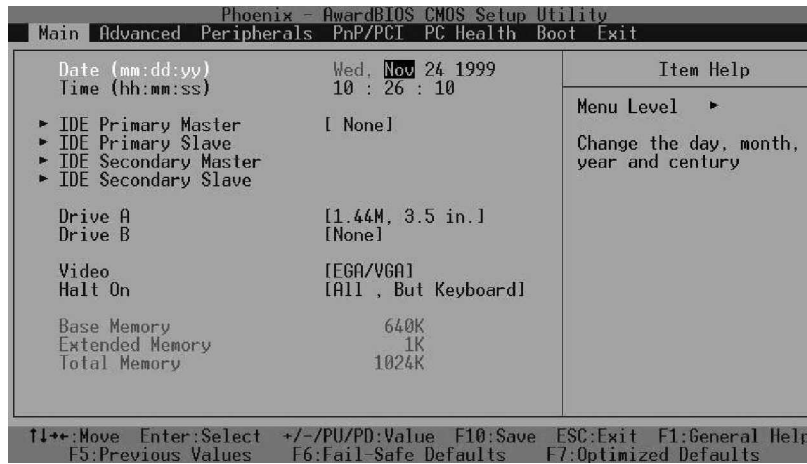 Phoenix - AwardBIOS CMOS Setup Utility
Main Advanced Peripherals PnP/PCI PC Health Boot Exit
Date (mm:dd:yy) Wed, Nov 24 1999
Time (hh:mm:ss) 10 : 26 : 10
► IDE Primary Master [ None]
► IDE Primary Slave
► IDE Secondary Master
► IDE Secondary Slave
Drive A [1.44M, 3.5 in.]
Drive B [None]
Video [EGA/VGA]
Halt On [All , But Keyboard]
Base Memory 640K
Extended Memory 1K
Total Memory 1024K
Item Help
Menu Level ►
Change the day, month,
year and century
↑↓→←:Move Enter:Select +/-/PU/PD:Value F10:Save ESC:Exit F1:General Help
F5:Previous Values F6:Fail-Safe Defaults F7:Optimized Defaults